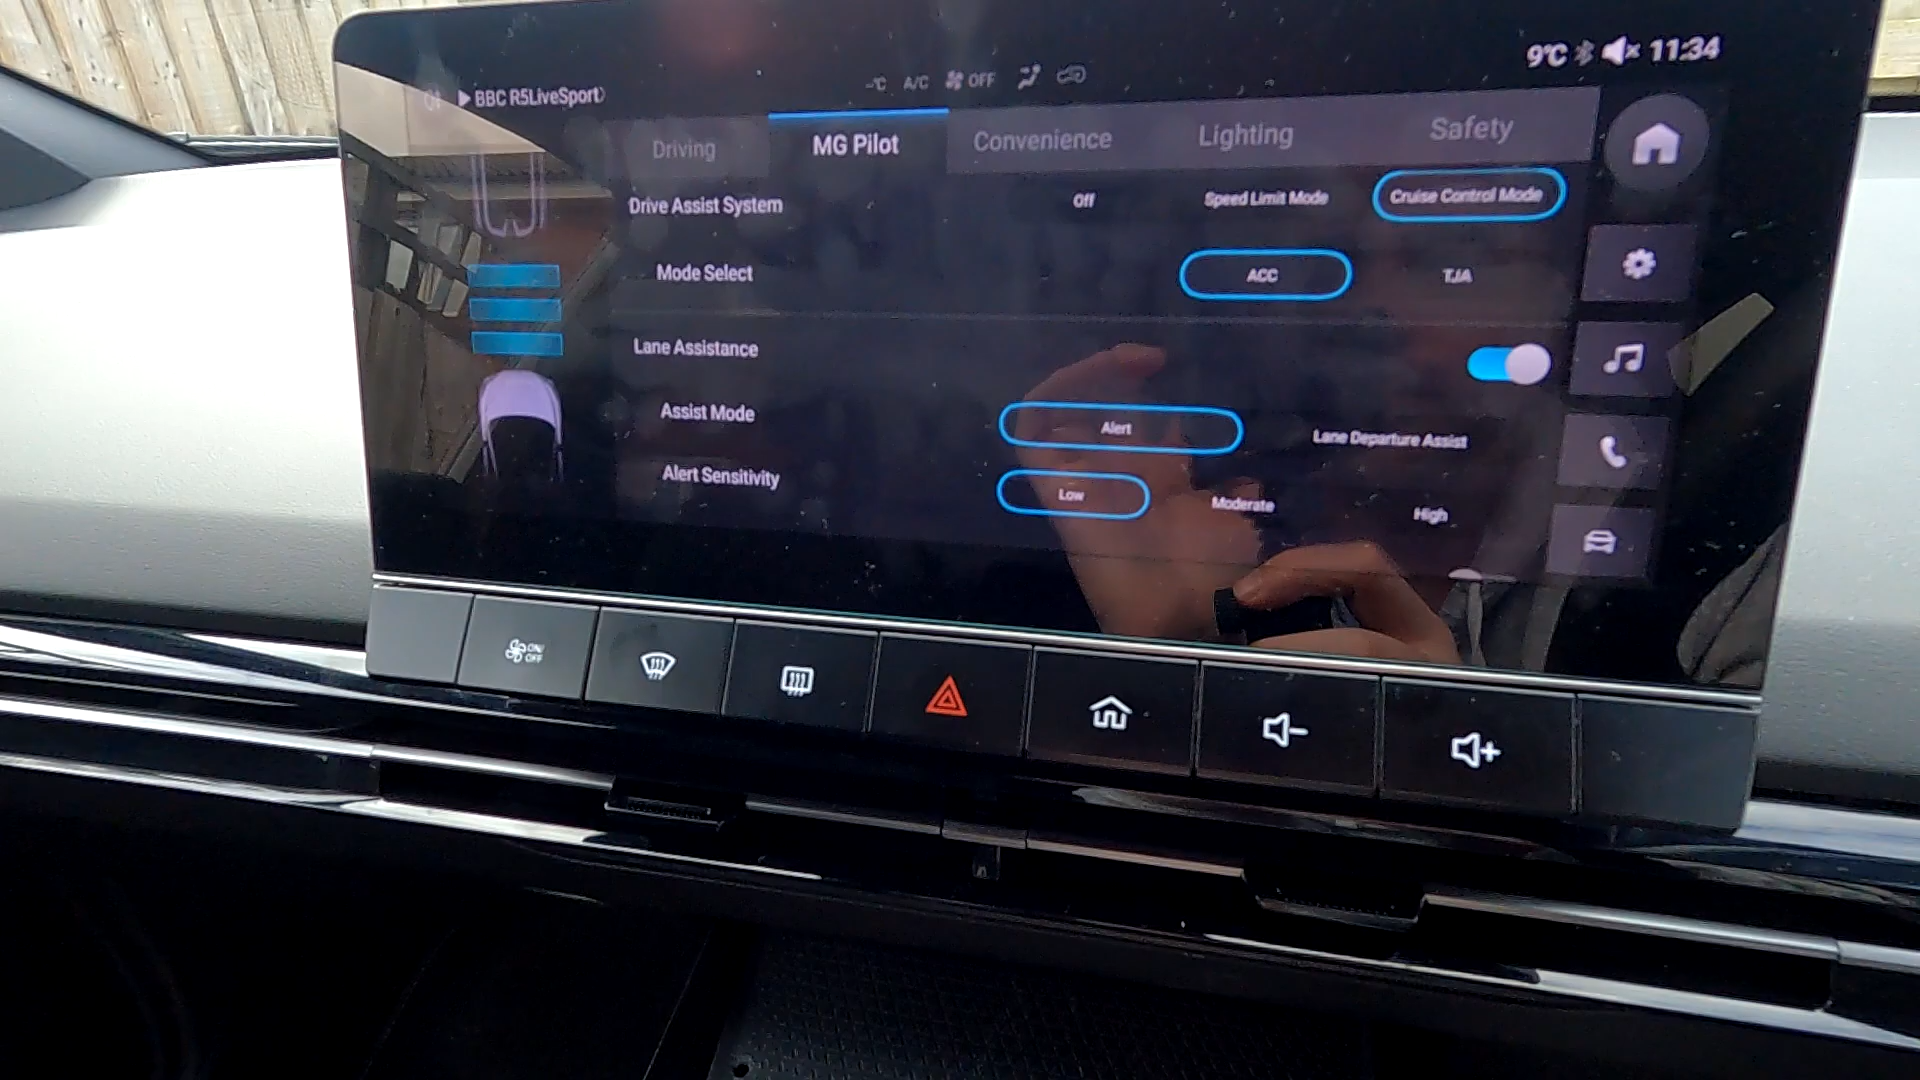 9℃ 11:34
BBC R5LiveSport
--℃ A/C OFF
Driving MG Pilot Convenience Lighting Safety
Drive Assist System Off Speed Limit Mode Cruise Control Mode
Mode Select ACC TJA
Lane Assistance
Assist Mode Alert Lane Departure Assist
Alert Sensitivity Low Moderate High
ON/
OFF